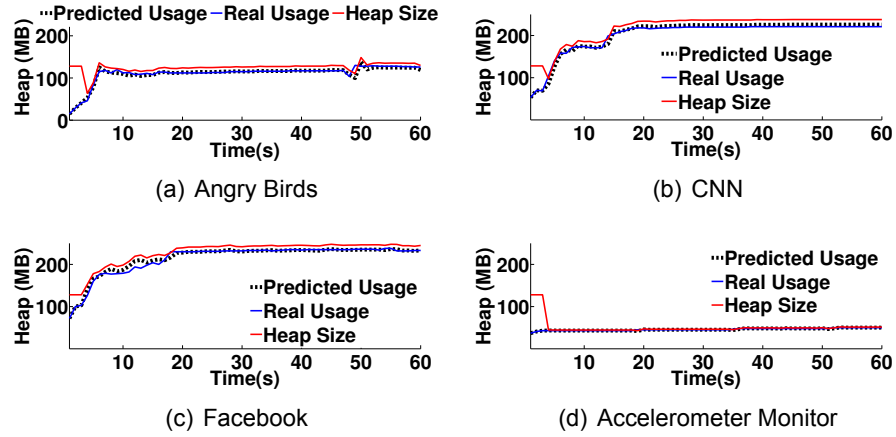 Predicted Usage Real Usage Heap Size
Heap (MB)
200
100
0
10 20 30 40 50 60
Time(s)
(a) Angry Birds
Heap (MB)
200
100
Predicted Usage
Real Usage
Heap Size
10 20 30 40 50 60
Time(s)
(b) CNN
Heap (MB)
200
100
Predicted Usage
Real Usage
Heap Size
10 20 30 40 50 60
Time(s)
(c) Facebook
Heap (MB)
200
100
Predicted Usage
Real Usage
Heap Size
10 20 30 40 50 60
Time(s)
(d) Accelerometer Monitor